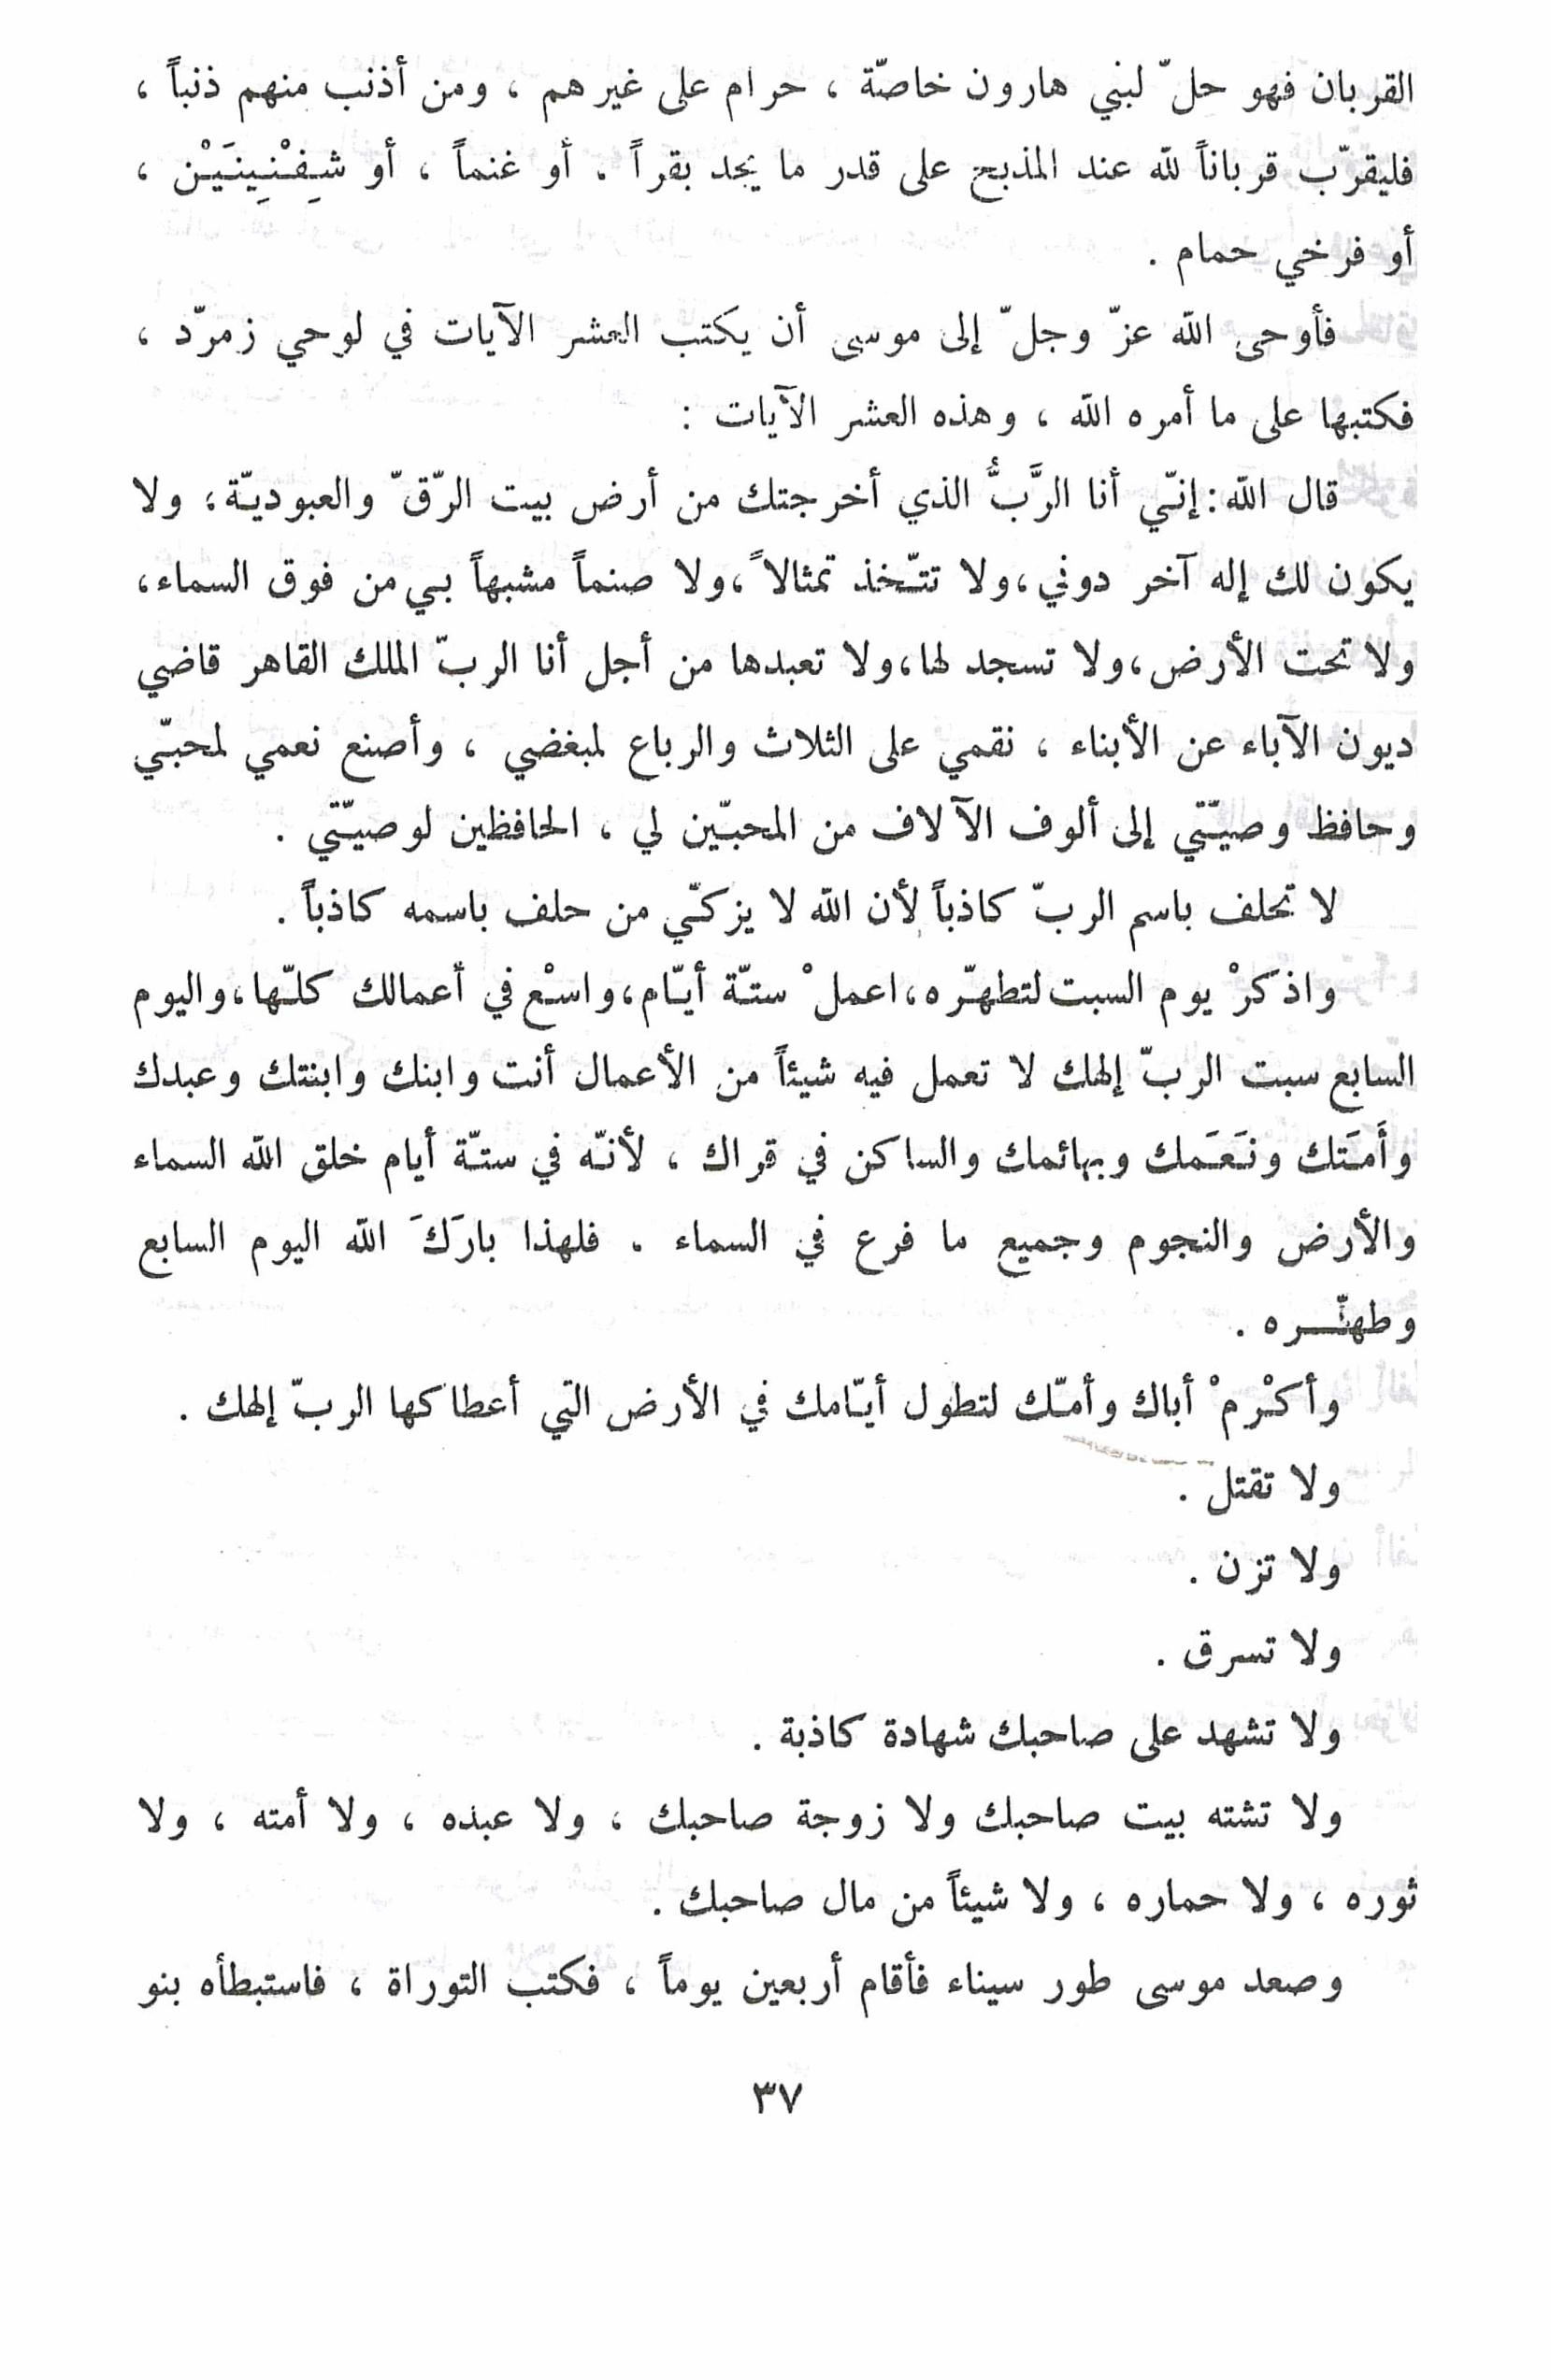 القربان فهو حلّ لبني هارون خاصّة ، حرام على غيرهم ، ومن أذنب منهم ذنباً ،
فليقرّب قرباناً لله عند المذبح على قدر ما يجد بقراً ، أو غنماً ، أو شِفْنِينَيْن ،
أو فرخي حمام .
فأوحى الله عزّ وجلّ إلى موسى أن يكتب العشر الآيات في لوحي زمرّد ،
فكتبها على ما أمره الله ، وهذه العشر الآيات :
قال الله : إنّي أنا الرَّبُّ الذي أخرجتك من أرض بيت الرّقّ والعبوديّة ؛ ولا
يكون لك إله آخر دوني ، ولا تتّخذ تمثالاً ، ولا صنماً مشبهاً بي من فوق السماء ،
ولا تحت الأرض ، ولا تسجد لها ، ولا تعبدها من أجل أنا الربّ الملك القاهر قاضي
ديون الآباء عن الأبناء ، نقمي على الثلاث والرباع لمبغضي ، وأصنع نعمي لمحبّي
وحافظ وصيّتي إلى ألوف الآلاف من المحبّين لي ، الحافظين لوصيّتي .
لا تحلف باسم الربّ كاذباً لأن الله لا يزكّي من حلف باسمه كاذباً .
واذكرْ يوم السبت لتطهّره ، اعملْ ستّة أيّام ، واسْع في أعمالك كلّها ، واليوم
السابع سبت الربّ إلهك لا تعمل فيه شيئاً من الأعمال أنت وابنك وابنتك وعبدك
وأَمَتك ونَعَمك وبهائمك والساكن في قراك ، لأنّه في ستّة أيام خلق الله السماء
والأرض والنجوم وجميع ما فرع في السماء . فلهذا بارَكَ الله اليوم السابع
وطهّره .
وأكْرمْ أباك وأمّك لتطول أيّامك في الأرض التي أعطاكها الربّ إلهك .
ولا تقتل .
ولا تزن .
ولا تسرق .
ولا تشهد على صاحبك شهادة كاذبة .
ولا تشته بيت صاحبك ولا زوجة صاحبك ، ولا عبده ، ولا أمته ، ولا
ثوره ، ولا حماره ، ولا شيئاً من مال صاحبك .
وصعد موسى طور سيناء فأقام أربعين يوماً ، فكتب التوراة ، فاستبطأه بنو
٣٧